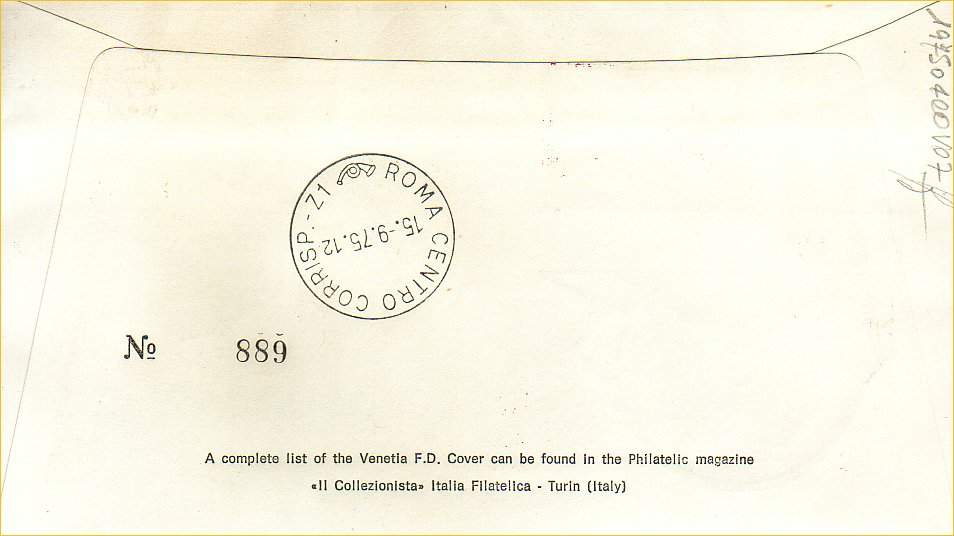 ROMA CENTRO CORRISP.-Z1
15.-9.75.12
№ 889
A complete list of the Venetia F.D. Cover can be found in the Philatelic magazine
«Il Collezionista» Italia Filatelica - Turin (Italy)